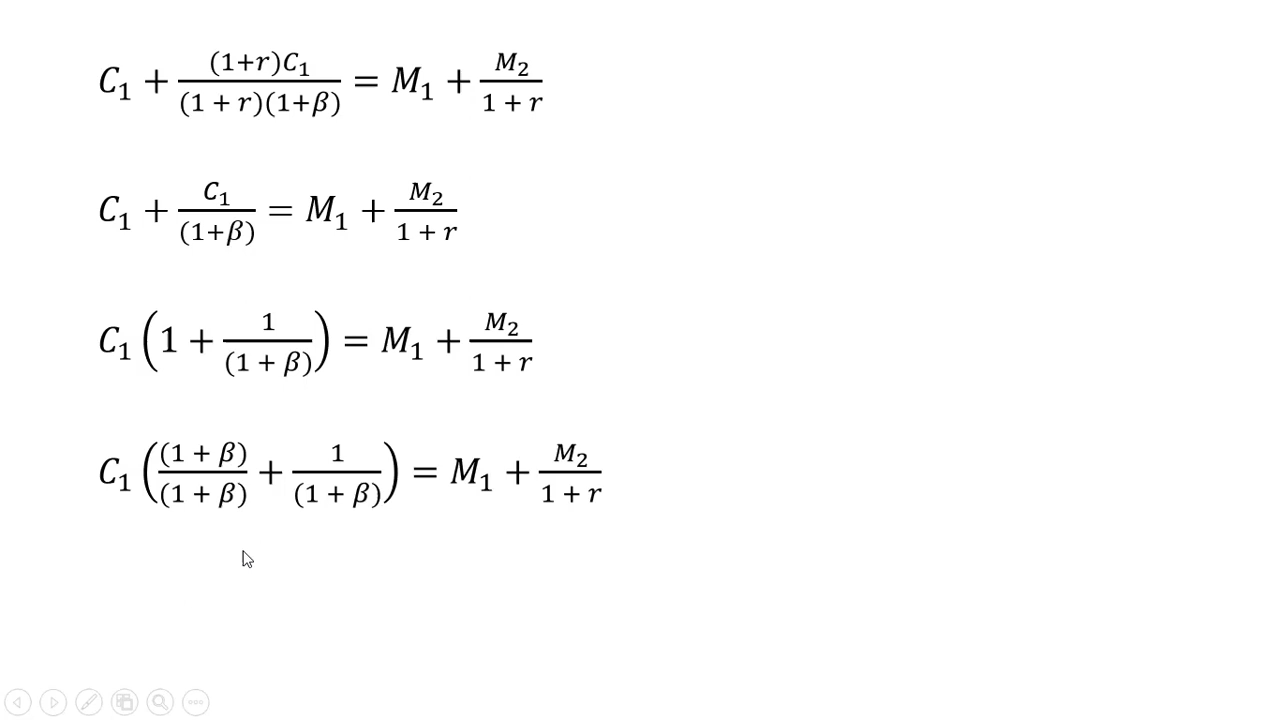 C₁ + (1+r)C₁ / (1 + r)(1+β) = M₁ + M₂ / 1 + r
C₁ + C₁ / (1+β) = M₁ + M₂ / 1 + r
C₁ (1 + 1 / (1 + β)) = M₁ + M₂ / 1 + r
C₁ ((1 + β) / (1 + β) + 1 / (1 + β)) = M₁ + M₂ / 1 + r